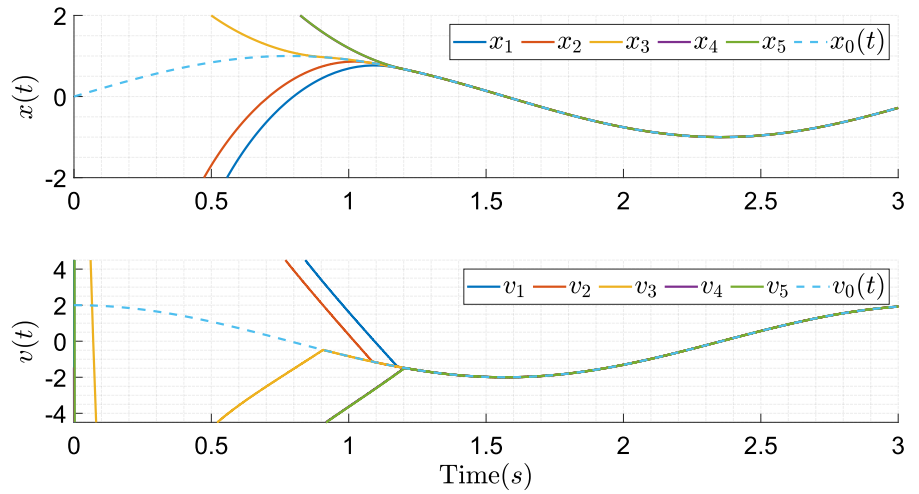 2
0
-2
x(t)
x₁ x₂ x₃ x₄ x₅ x₀(t)
0 0.5 1 1.5 2 2.5 3
4
2
0
-2
-4
v(t)
v₁ v₂ v₃ v₄ v₅ v₀(t)
0 0.5 1 1.5 2 2.5 3
Time(s)